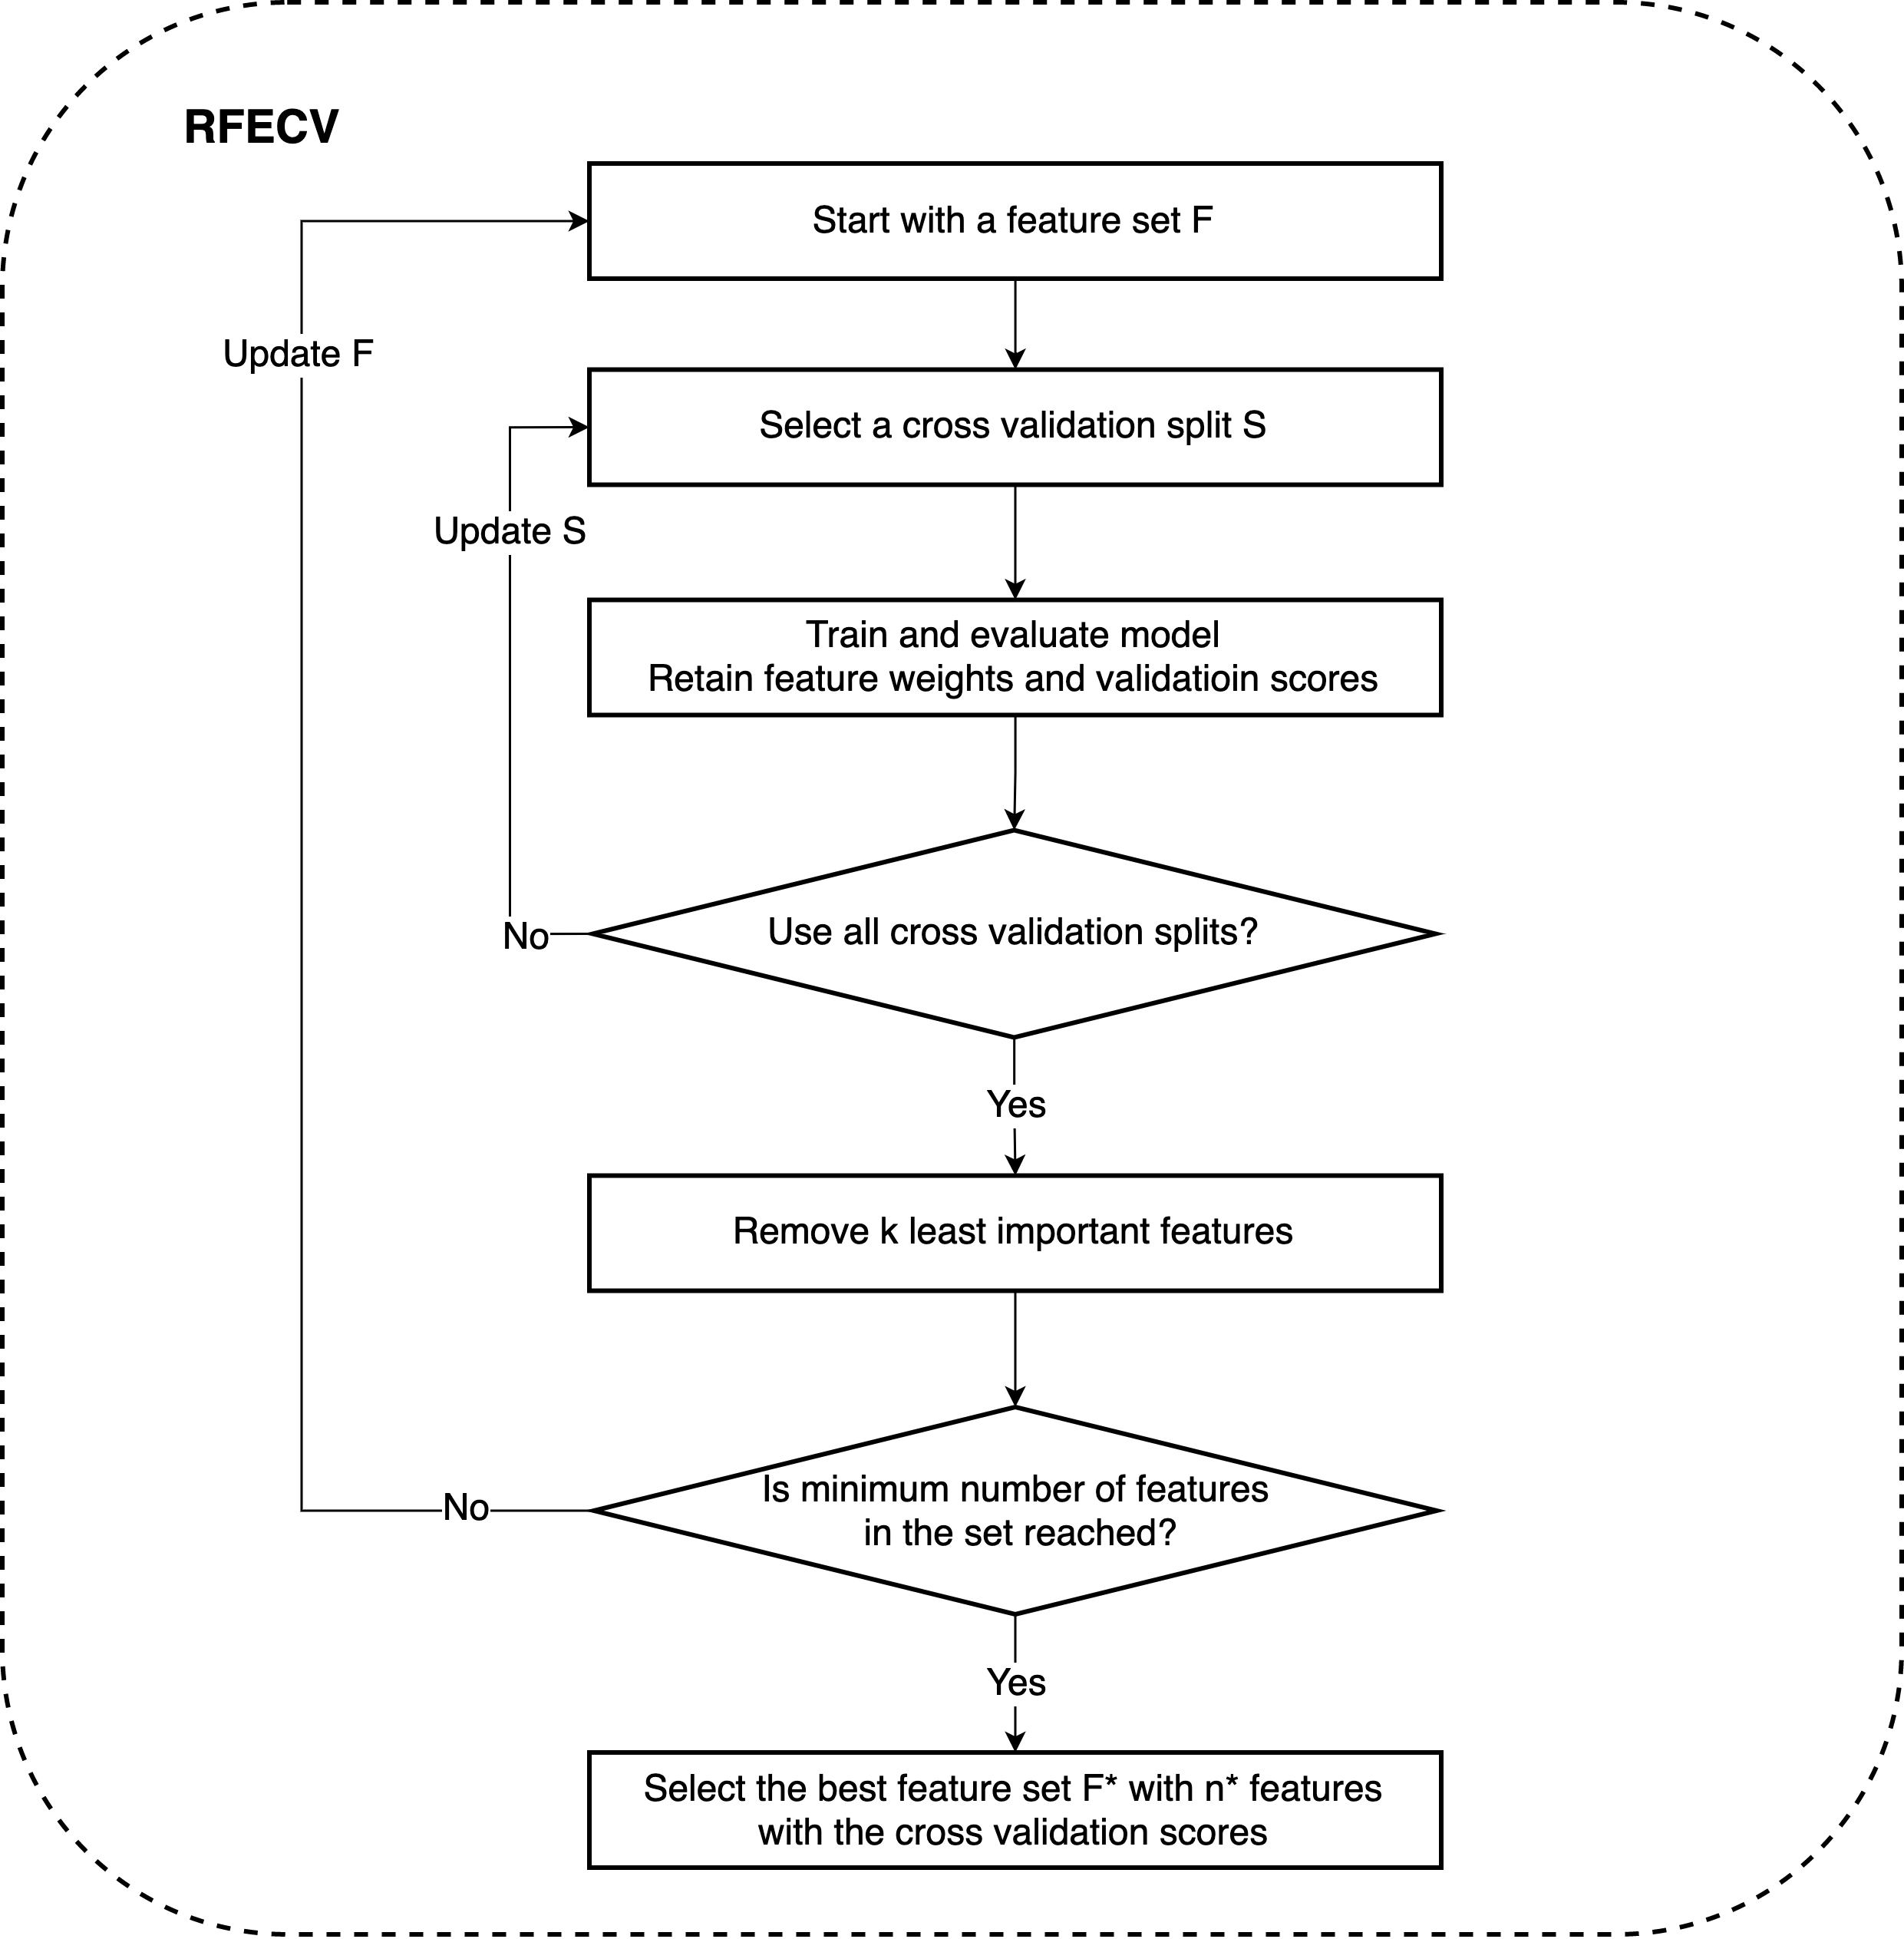 RFECV
Start with a feature set F
Update F
Select a cross validation split S
Update S
Train and evaluate model
Retain feature weights and validatioin scores
Use all cross validation splits?
No
Yes
Remove k least important features
Is minimum number of features
in the set reached?
No
Yes
Select the best feature set F* with n* features
with the cross validation scores